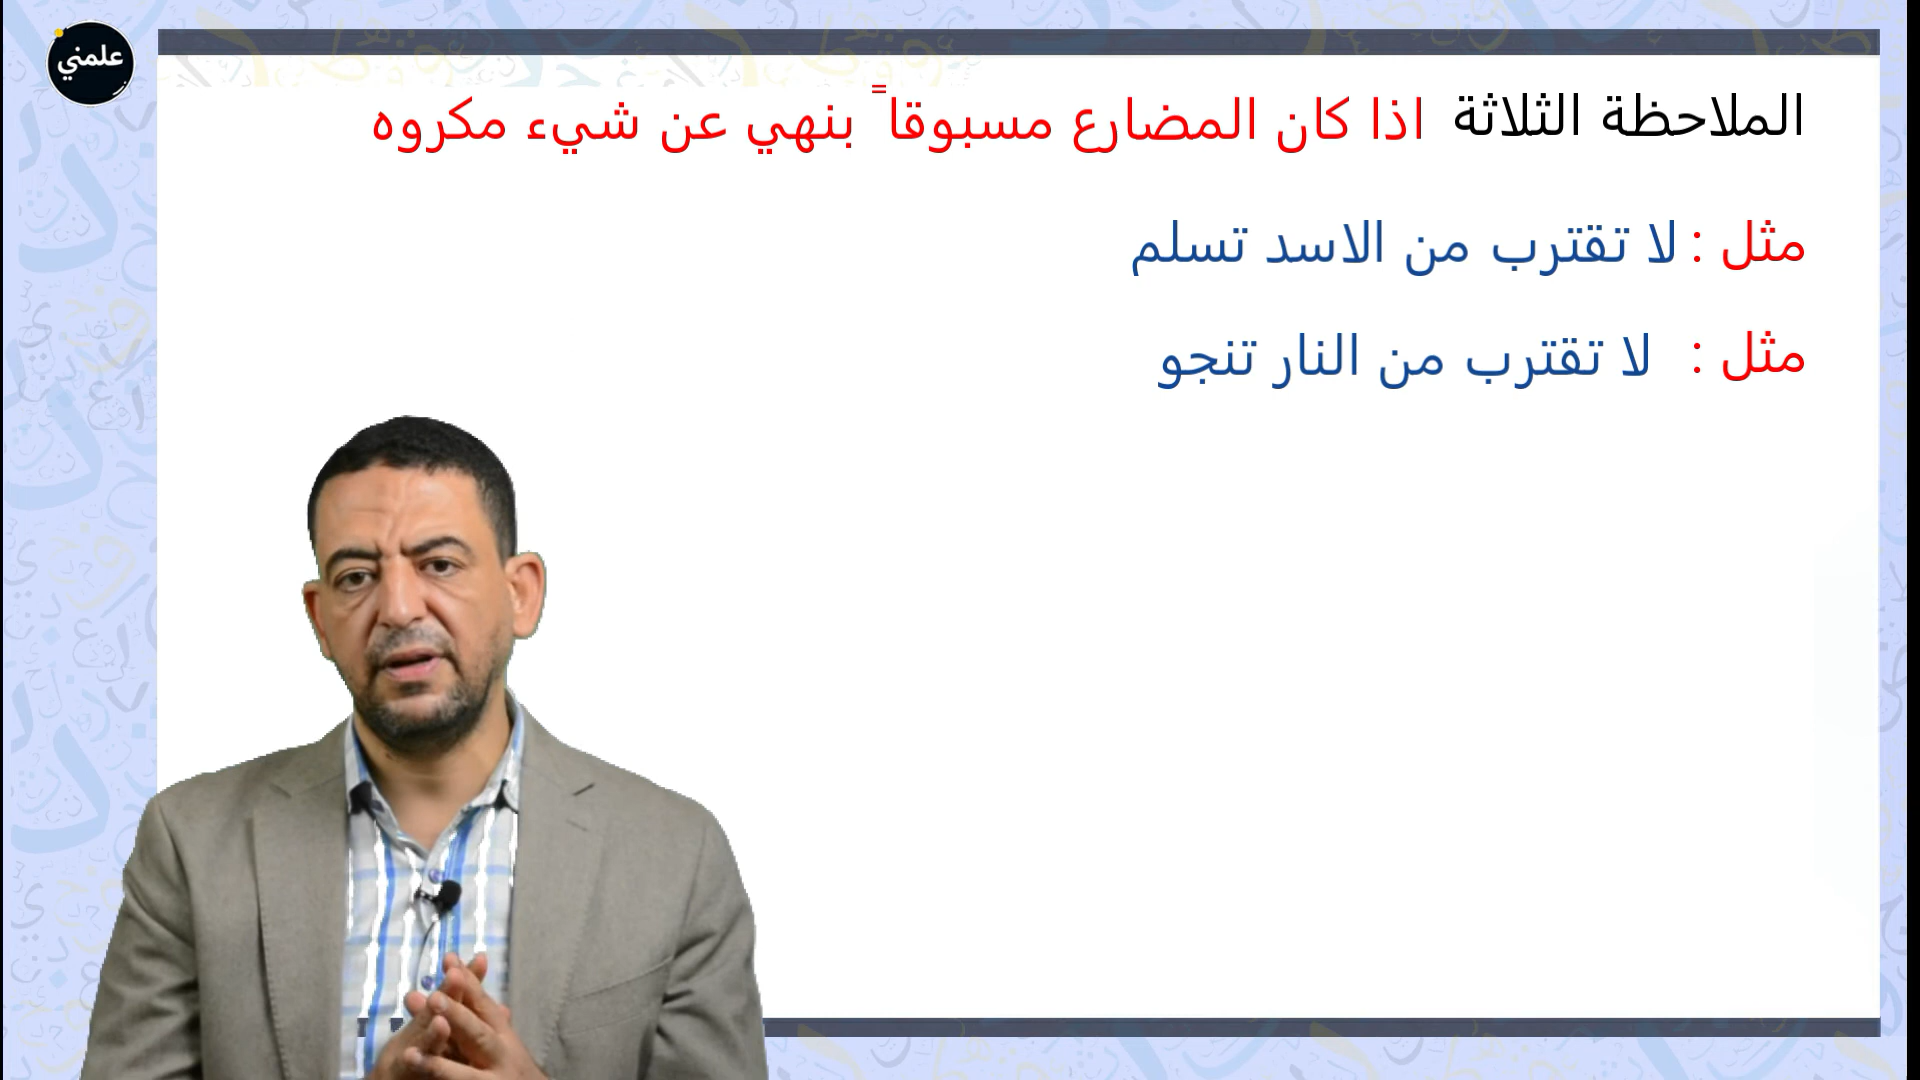 علمني
الملاحظة الثلاثة اذا كان المضارع مسبوقا ً بنهي عن شيء مكروه
مثل : لا تقترب من الاسد تسلم
مثل : لا تقترب من النار تنجو